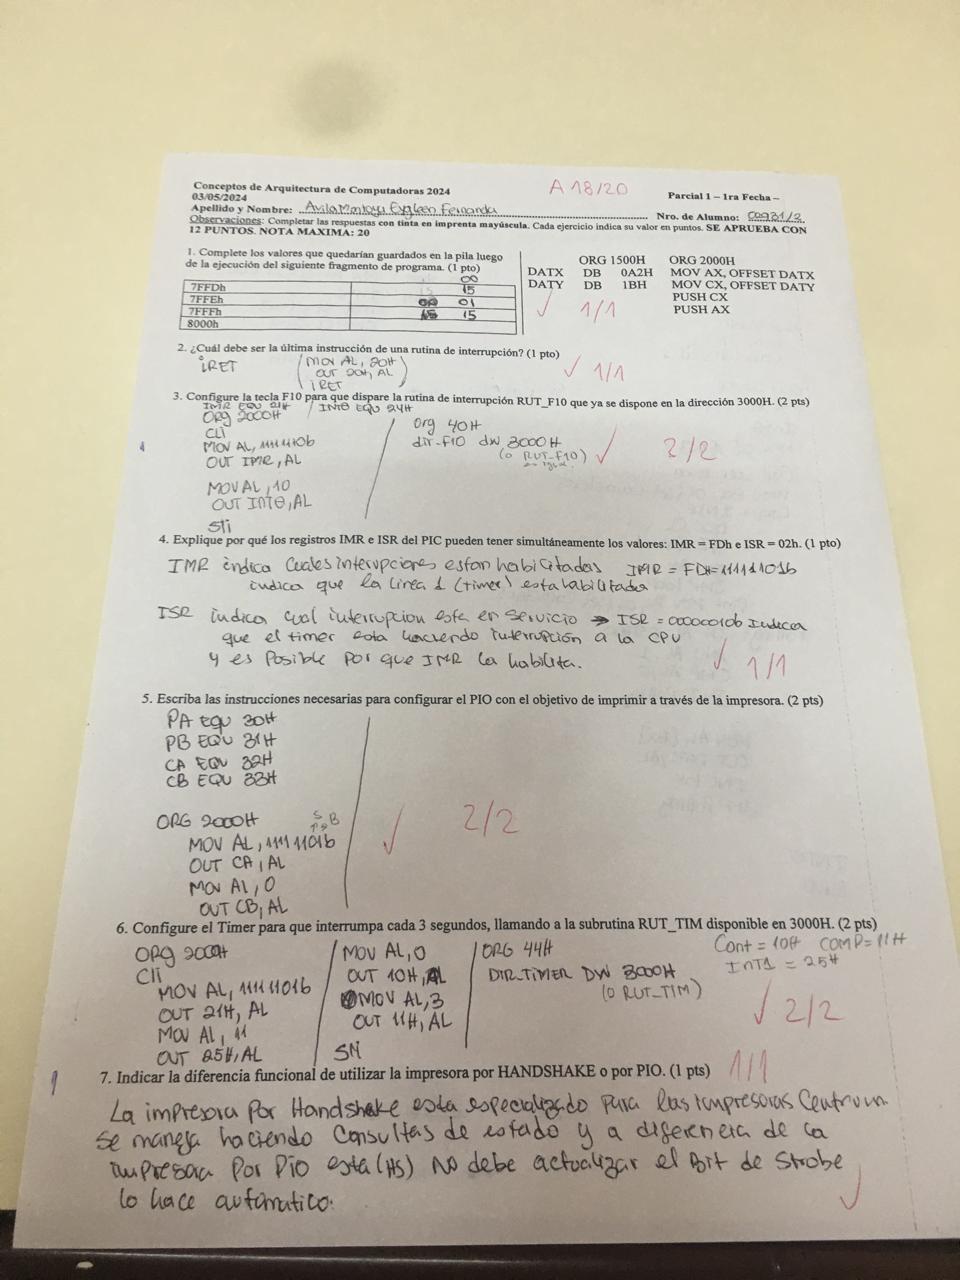 Conceptos de Arquitectura de Computadoras 2024
A 18/20
Parcial 1 – 1ra Fecha –
03/05/2024
Apellido y Nombre: Fernanda
Nro. de Alumno:
Observaciones: Completar las respuestas con tinta en imprenta mayúscula. Cada ejercicio indica su valor en puntos. SE APRUEBA CON
12 PUNTOS. NOTA MAXIMA: 20
1. Complete los valores que quedarían guardados en la pila luego
de la ejecución del siguiente fragmento de programa. (1 pto)
00
7FFDh 15
7FFEh 01
7FFFh 15
8000h
ORG 1500H
DATX DB 0A2H
DATY DB 1BH
1/1
ORG 2000H
MOV AX, OFFSET DATX
MOV CX, OFFSET DATY
PUSH CX
PUSH AX
2. ¿Cuál debe ser la última instrucción de una rutina de interrupción? (1 pto)
iRET
(MOV AL, 20H
OUT 20H, AL
iRET)
1/1
3. Configure la tecla F10 para que dispare la rutina de interrupción RUT_F10 que ya se dispone en la dirección 3000H. (2 pts)
IMR EQU 21H / INT0 EQU 24H
ORG 2000H
CLI
MOV AL, 11111110b
OUT IMR, AL
MOV AL, 10
OUT INT0, AL
STI
Org 40H
dir-F10 dw 3000H
(o RUT-F10)
2/2
4. Explique por qué los registros IMR e ISR del PIC pueden tener simultáneamente los valores: IMR = FDh e ISR = 02h. (1 pto)
IMR indica cuales interrupciones estan habilitadas IMR = FDH=11111101b
indica que la linea 1 (timer) esta habilitada
ISR indica cual interrupcion esta en servicio → ISR = 00000010b Indica
que el timer esta haciendo interrupción a la CPU
y es Posible por que IMR la habilita.
1/1
5. Escriba las instrucciones necesarias para configurar el PIO con el objetivo de imprimir a través de la impresora. (2 pts)
PA EQU 30H
PB EQU 31H
CA EQU 32H
CB EQU 33H
ORG 2000H
MOV AL, 11111101b
OUT CA, AL
MOV AL, 0
OUT CB, AL
2/2
6. Configure el Timer para que interrumpa cada 3 segundos, llamando a la subrutina RUT_TIM disponible en 3000H. (2 pts)
ORG 2000H
Cli
MOV AL, 11111101b
OUT 21H, AL
MOV AL, 11
OUT 25H, AL
MOV AL, 0
OUT 10H, AL
MOV AL, 3
OUT 11H, AL
STI
ORG 44H
DIR_TIMER DW 3000H
(o RUT_TIM)
Cont = 10H COMP = 11H
INT1 = 25H
2/2
7. Indicar la diferencia funcional de utilizar la impresora por HANDSHAKE o por PIO. (1 pts)
1/1
La impresora por Handshake esta especializado para las impresoras
se maneja haciendo consultas de estado y a diferencia de la
impresora Por PIO esta (HS) No debe actualizar el Bit de Strobe
lo hace automatico.